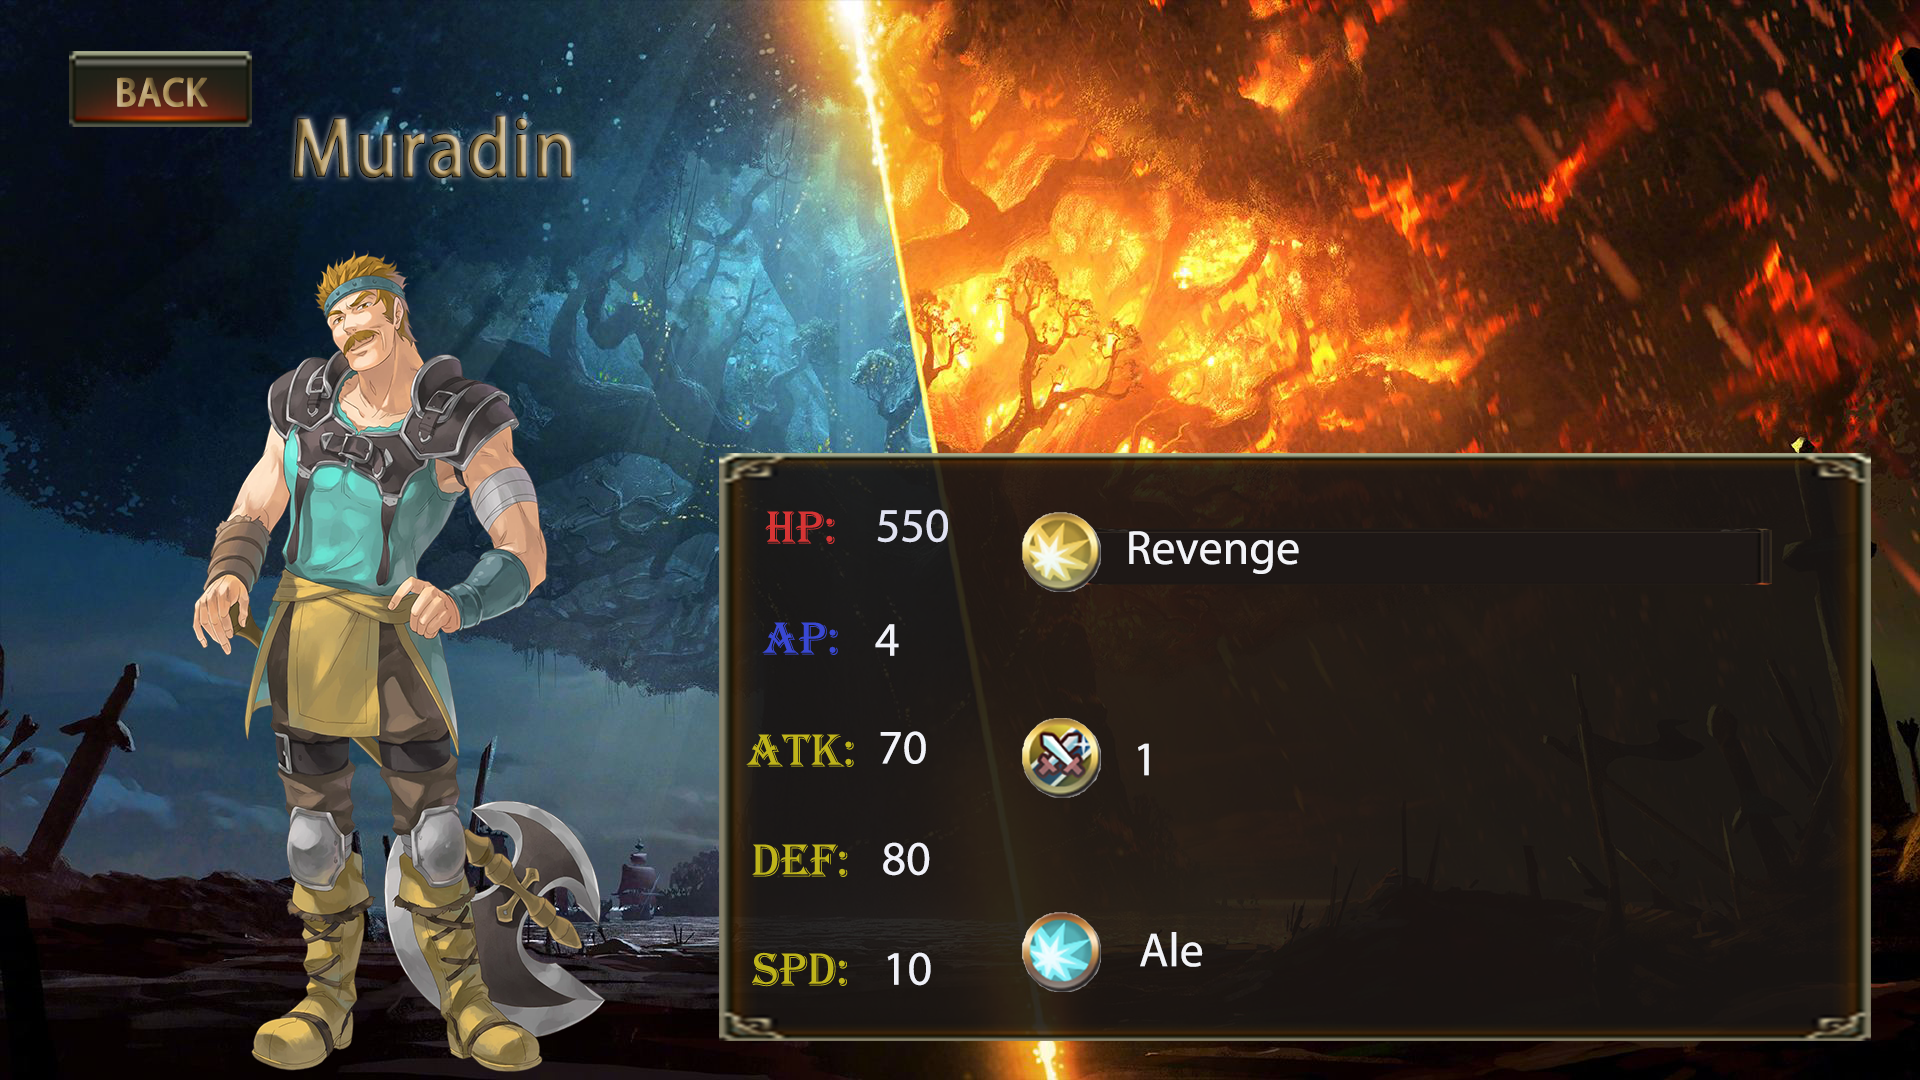 BACK
Muradin
HP: 550
AP: 4
ATK: 70
DEF: 80
SPD: 10
Revenge
1
Ale